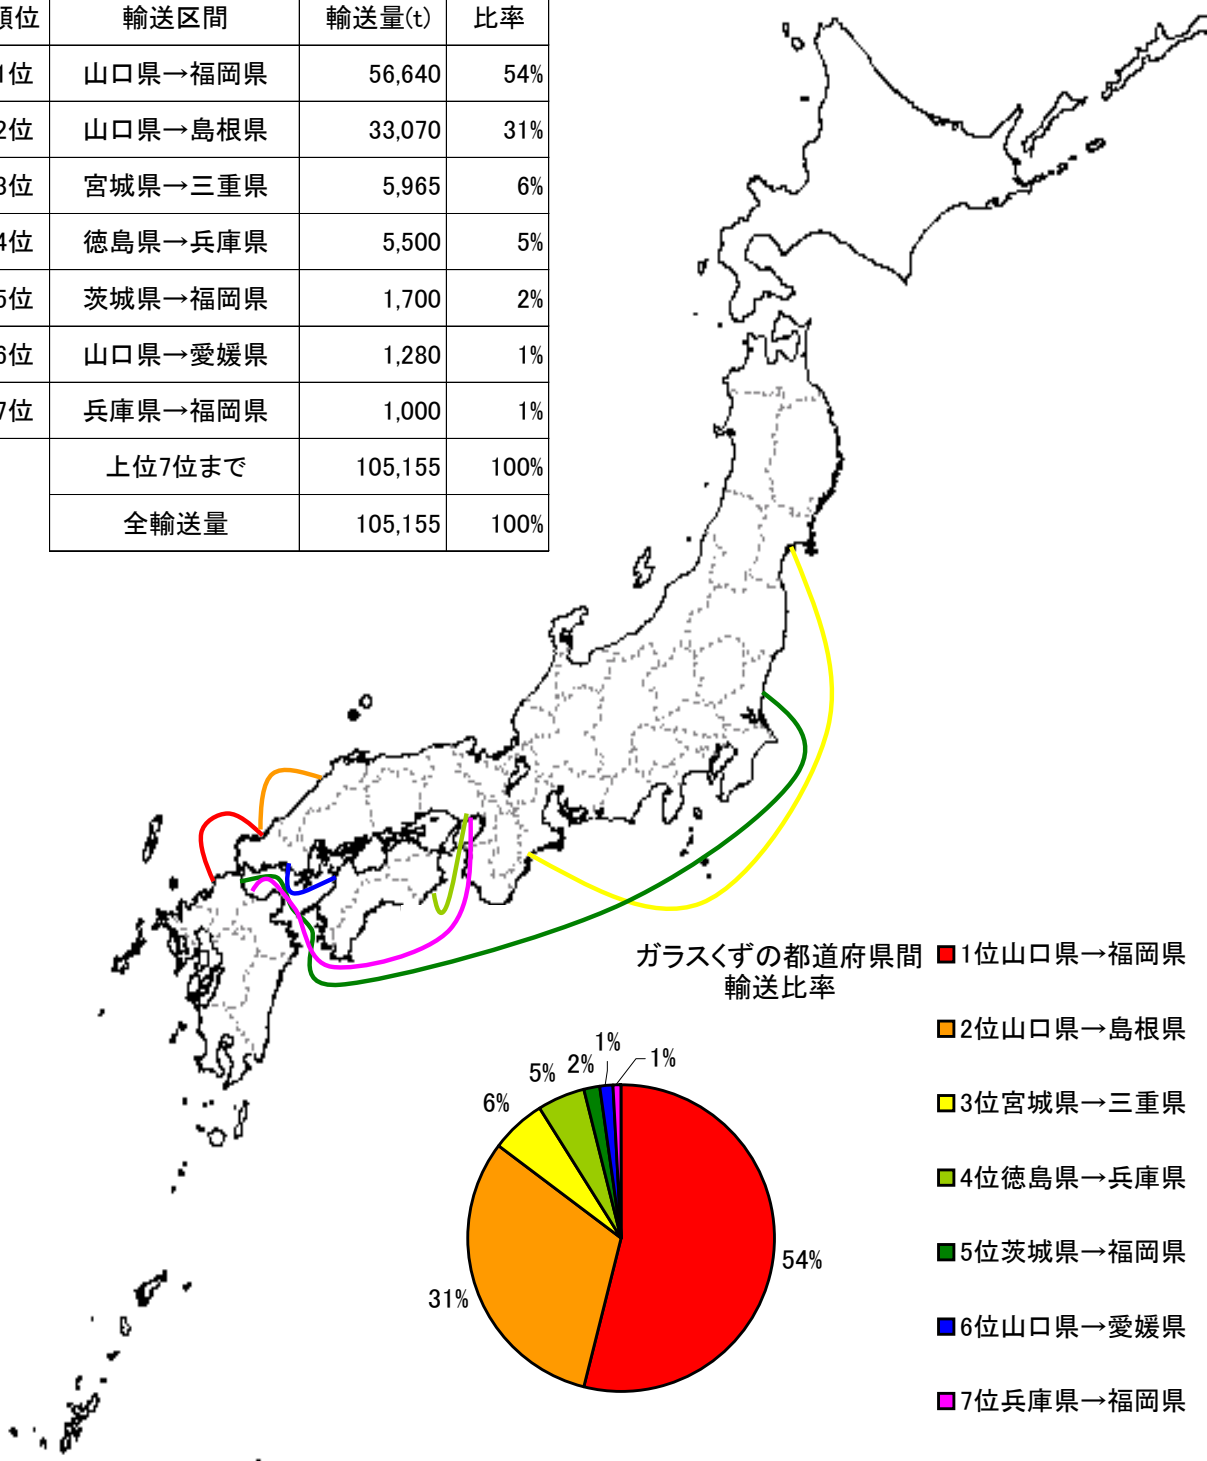 順位 輸送区間 輸送量(t) 比率
1位 山口県→福岡県 56,640 54%
2位 山口県→島根県 33,070 31%
3位 宮城県→三重県 5,965 6%
4位 徳島県→兵庫県 5,500 5%
5位 茨城県→福岡県 1,700 2%
6位 山口県→愛媛県 1,280 1%
7位 兵庫県→福岡県 1,000 1%
上位7位まで 105,155 100%
全輸送量 105,155 100%
ガラスくずの都道府県間
輸送比率
1位山口県→福岡県
2位山口県→島根県
3位宮城県→三重県
4位徳島県→兵庫県
5位茨城県→福岡県
6位山口県→愛媛県
7位兵庫県→福岡県
1%
1%
2%
5%
6%
31%
54%